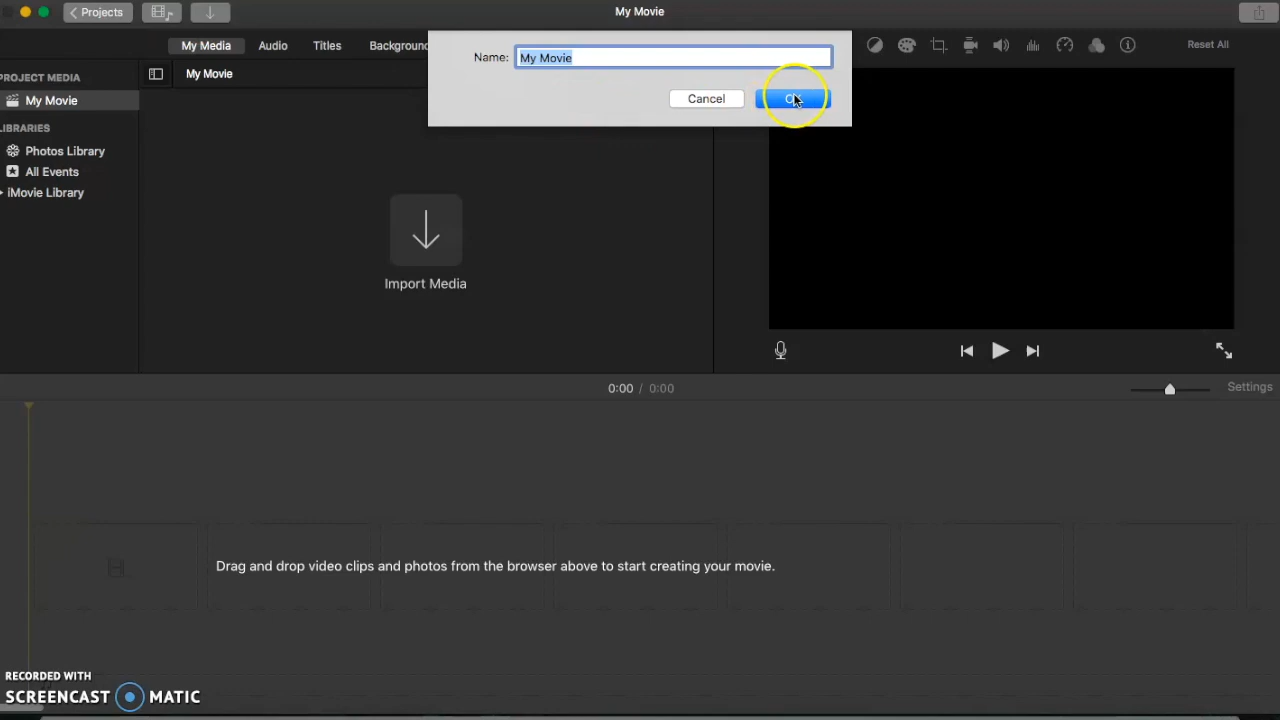 Projects
My Movie
My Media
Audio
Titles
Background
Name: My Movie
Cancel
Reset All
PROJECT MEDIA
My Movie
My Movie
LIBRARIES
Photos Library
All Events
iMovie Library
Import Media
0:00 / 0:00
Settings
Drag and drop video clips and photos from the browser above to start creating your movie.
RECORDED WITH
SCREENCAST MATIC